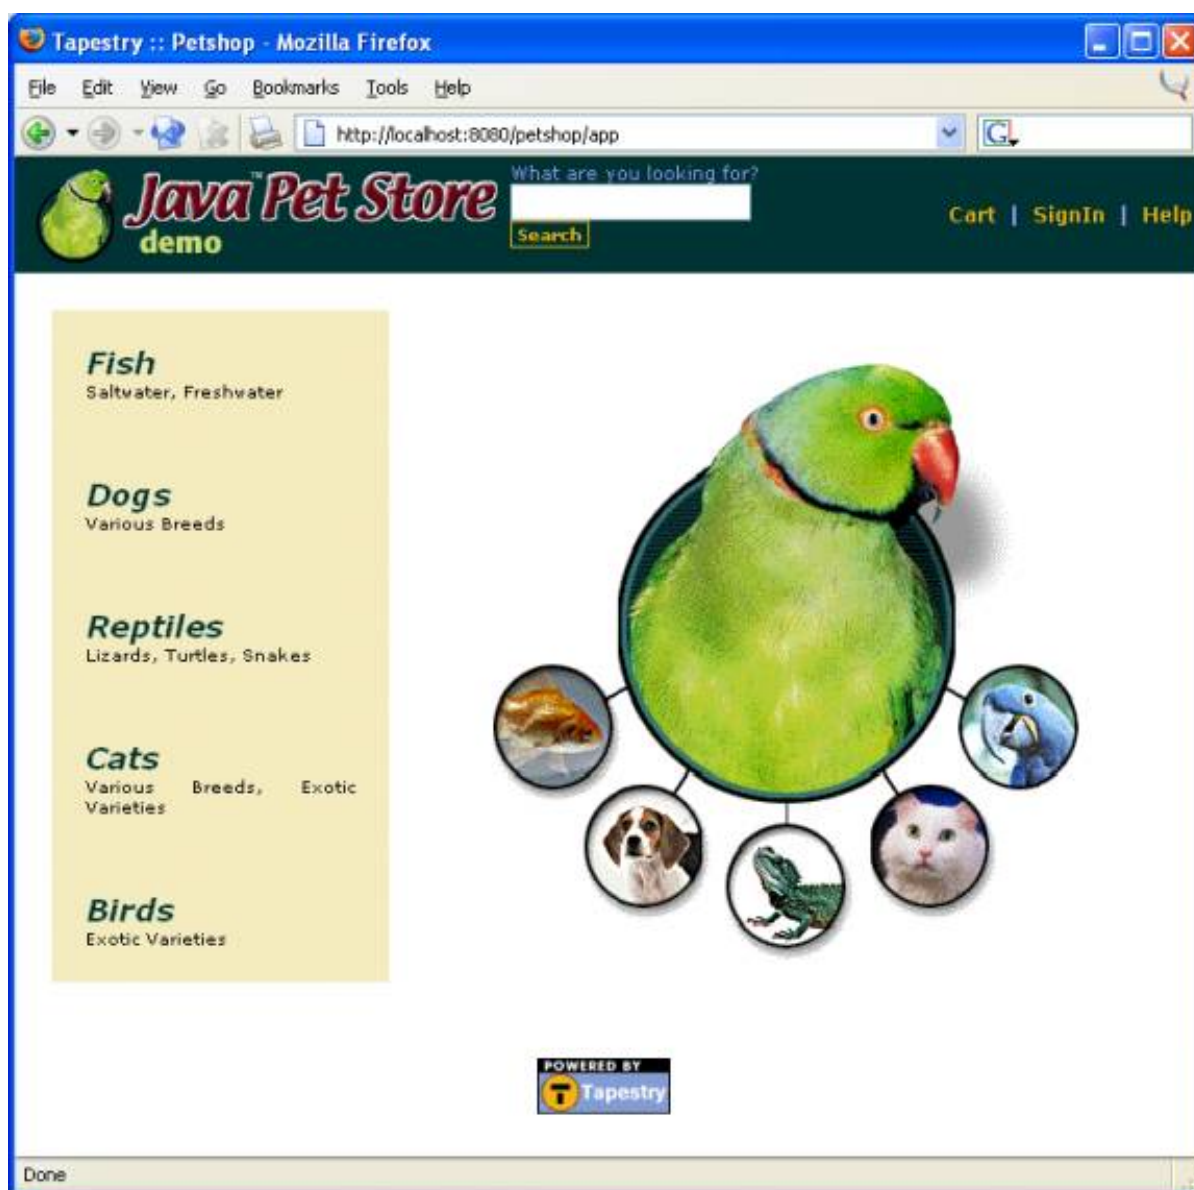 Tapestry :: Petshop - Mozilla Firefox
File Edit View Go Bookmarks Tools Help
http://localhost:8080/petshop/app
G
Java™ Pet Store
demo
What are you looking for?
Search
Cart | SignIn | Help
Fish
Saltwater, Freshwater
Dogs
Various Breeds
Reptiles
Lizards, Turtles, Snakes
Cats
Various Breeds, Exotic
Varieties
Birds
Exotic Varieties
POWERED BY
T Tapestry
Done